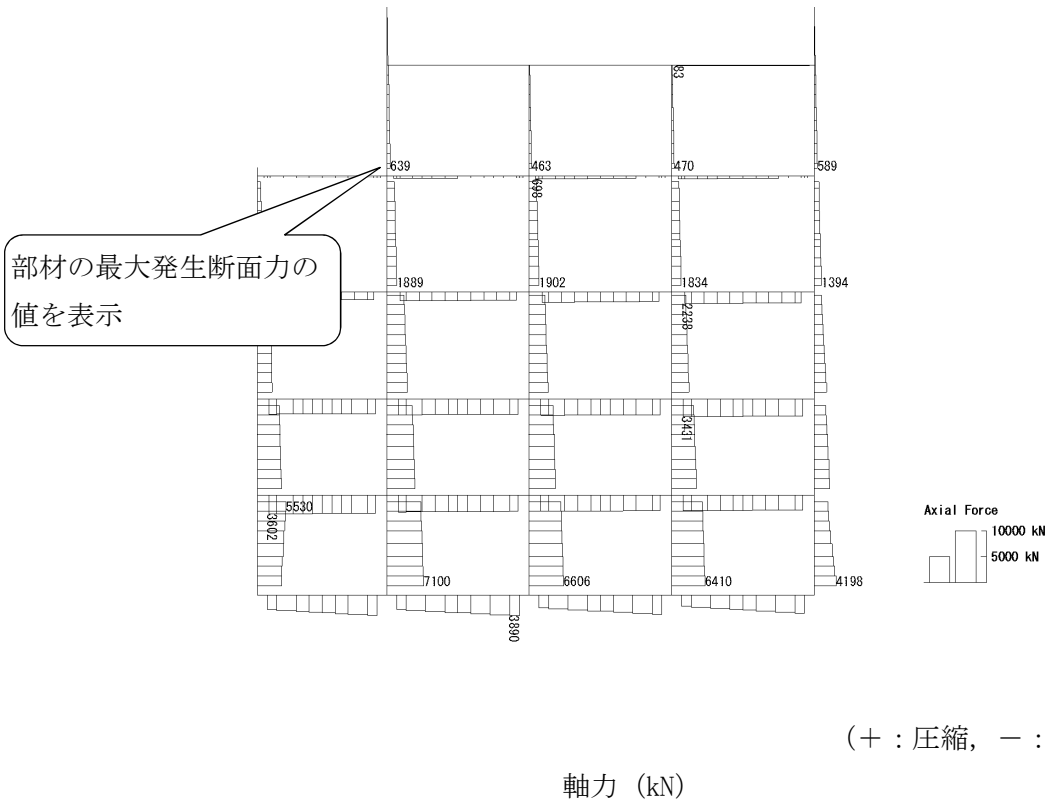 83
639
463
470
589
698
部材の最大発生断面力の
値を表示
1889
1902
1834
1394
2238
3431
5530
3602
Axial Force
10000 kN
5000 kN
7100
6606
6410
4198
3890
(＋：圧縮, －：
軸力 (kN)